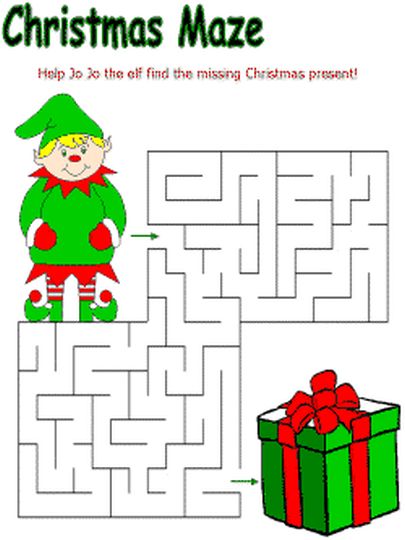 Christmas Maze
Help Jo Jo the elf find the missing Christmas present!